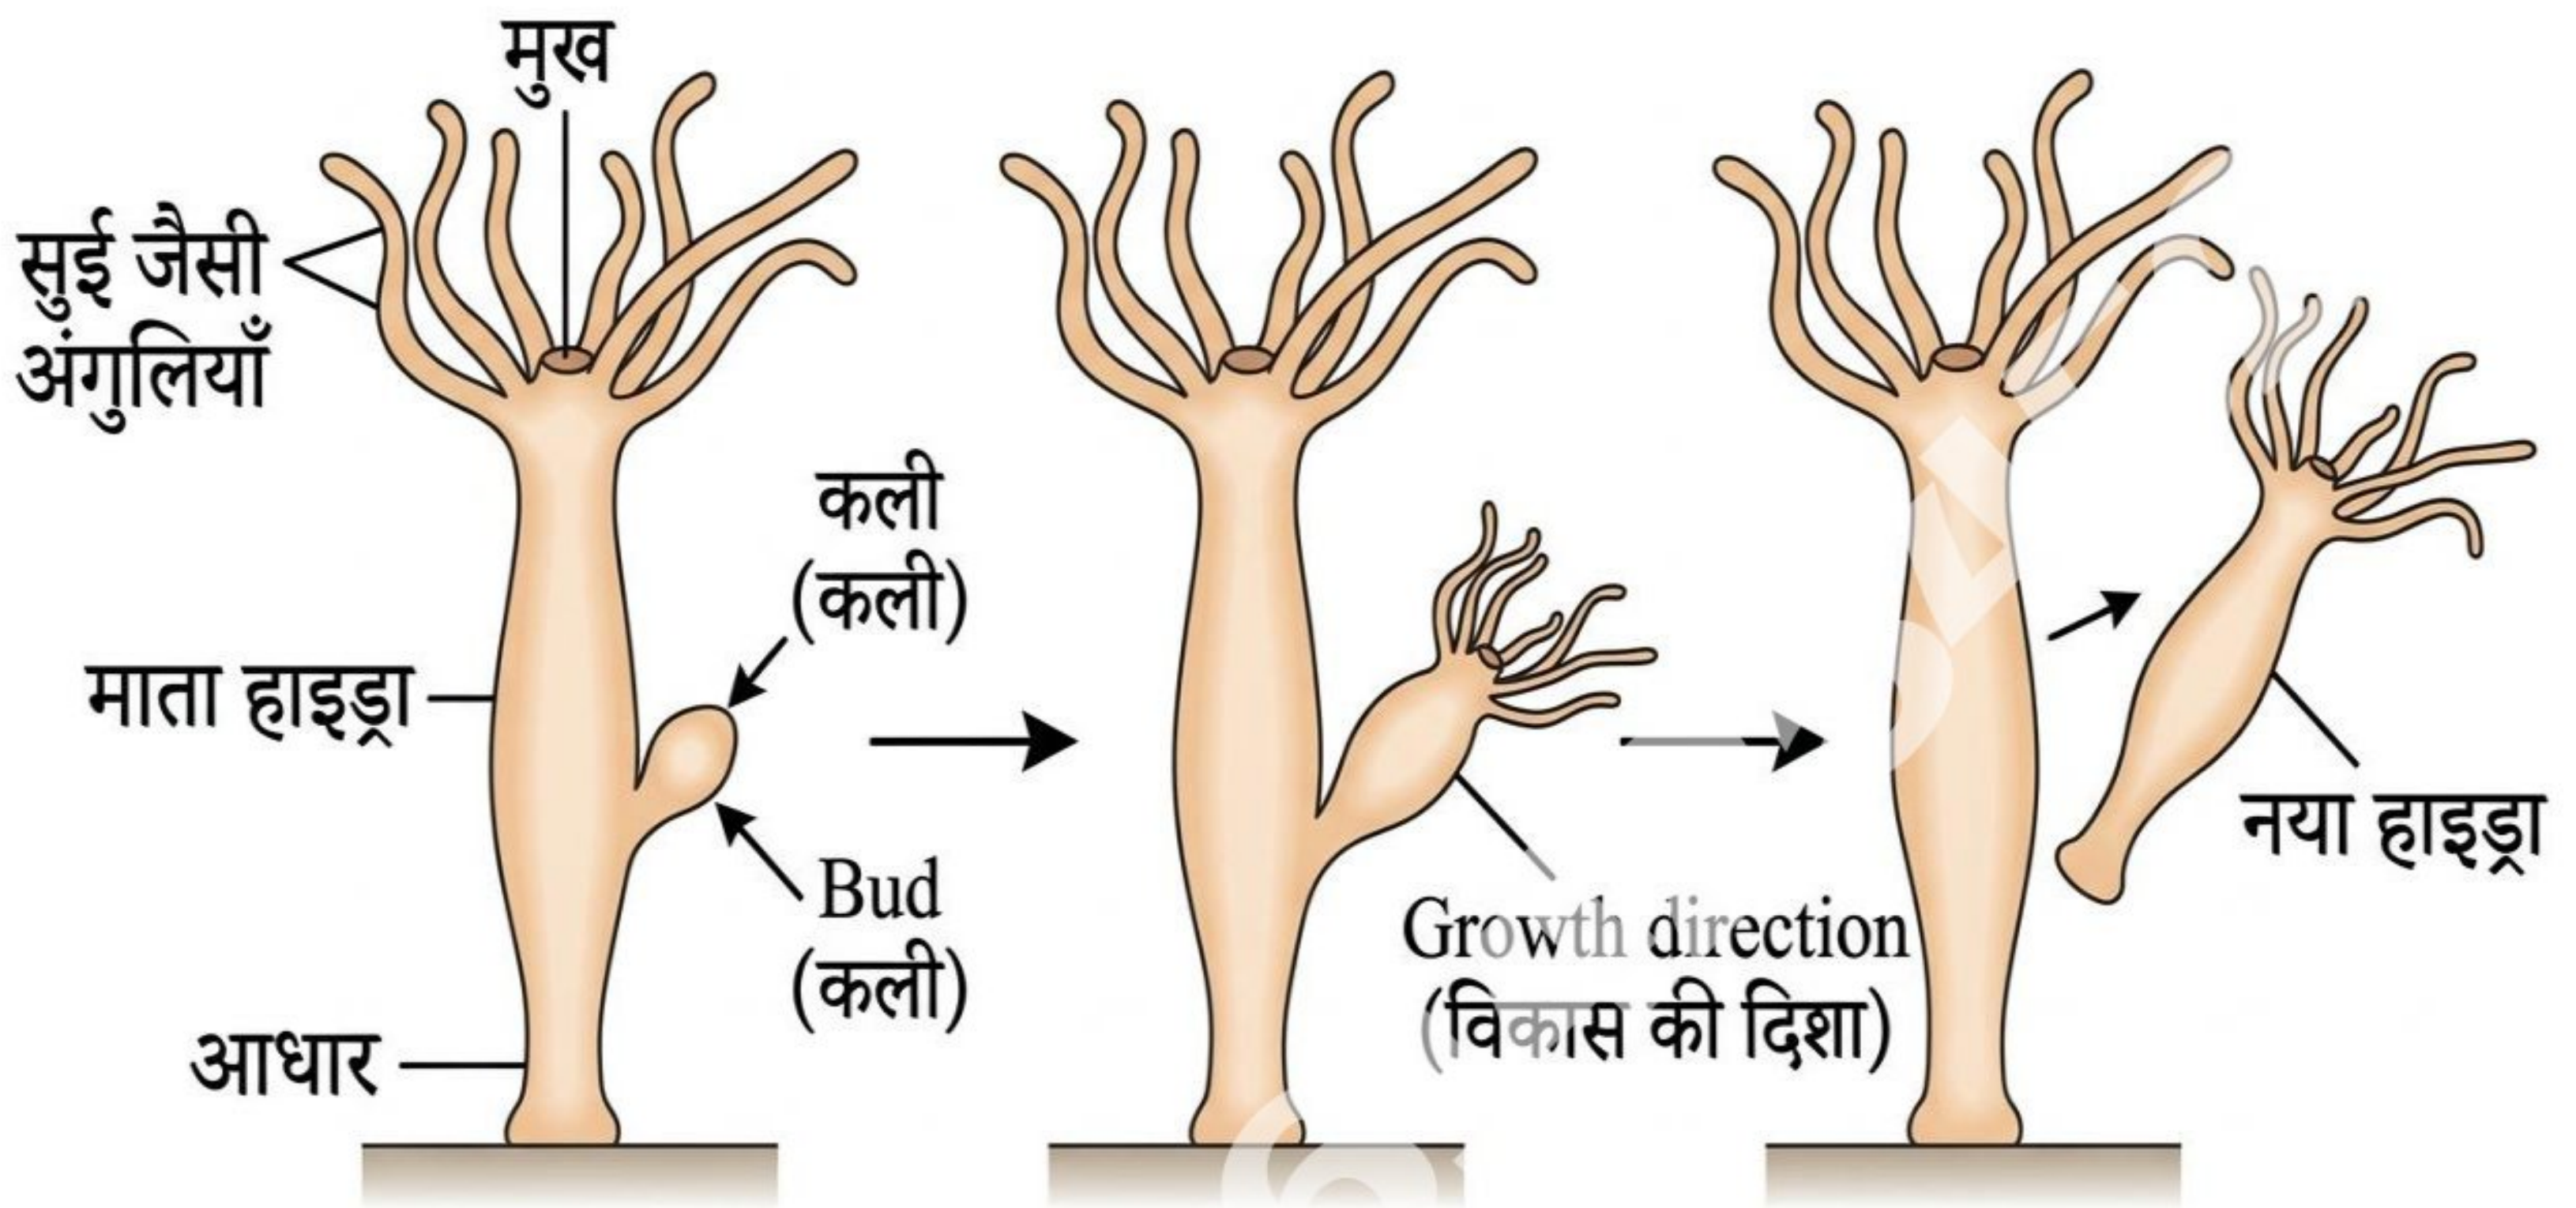 मुख
सुई जैसी
अंगुलियाँ
कली
(कली)
माता हाइड्रा
Bud
(कली)
आधार
Growth direction
(विकास की दिशा)
नया हाइड्रा